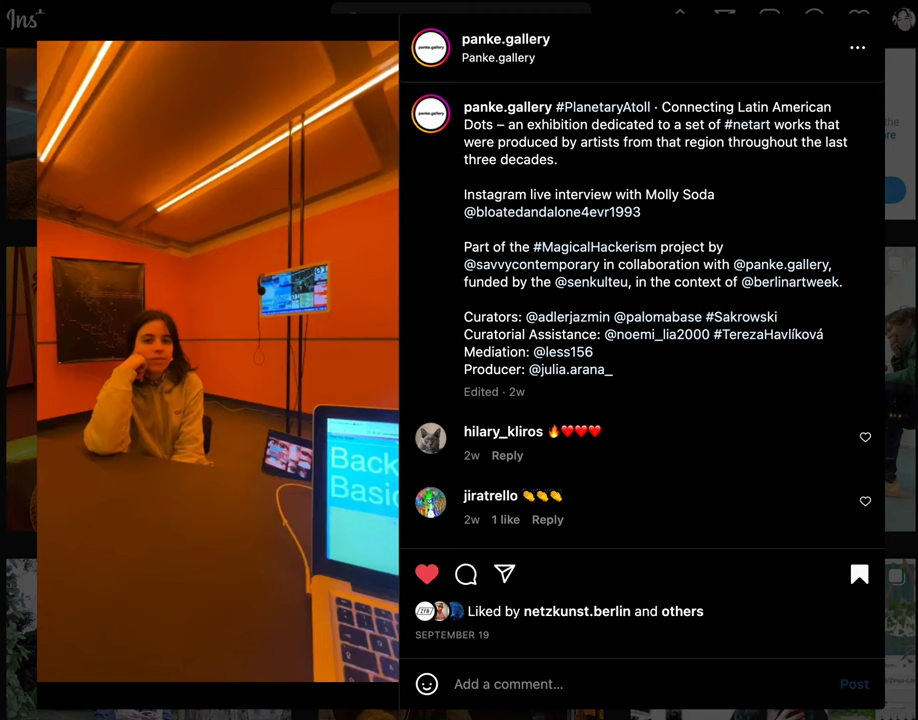 panke.gallery
Panke.gallery
panke.gallery #PlanetaryAtoll · Connecting Latin American
Dots – an exhibition dedicated to a set of #netart works that
were produced by artists from that region throughout the last
three decades.
Instagram live interview with Molly Soda
@bloatedandalone4evr1993
Part of the #MagicalHackerism project by
@savvycontemporary in collaboration with @panke.gallery,
funded by the @senkulteu, in the context of @berlinartweek.
Curators: @adlerjazmin @palomabase #Sakrowski
Curatorial Assistance: @noemi_lia2000 #TerezaHavlíková
Mediation: @less156
Producer: @julia.arana_
Edited · 2w
hilary_kliros 🔥❤️❤️❤️
2w Reply
jiratrello 👏👏👏
2w 1 like Reply
Liked by netzkunst.berlin and others
SEPTEMBER 19
Add a comment...
Post
Back
Basic